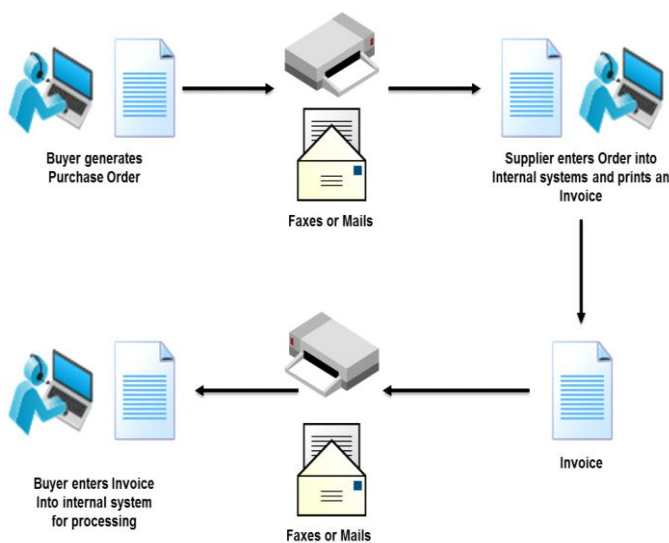 Buyer generates
Purchase Order
Faxes or Mails
Supplier enters Order into
Internal systems and prints an
Invoice
Invoice
Faxes or Mails
Buyer enters Invoice
Into internal system
for processing